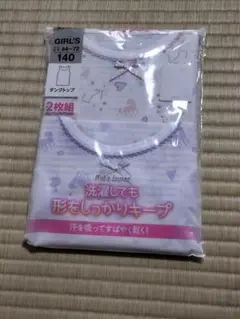 GIRL'S
140
タンクトップ
2枚組
Kid's Inner
洗濯しても
形をしっかりキープ
汗を吸ってすばやく乾く!